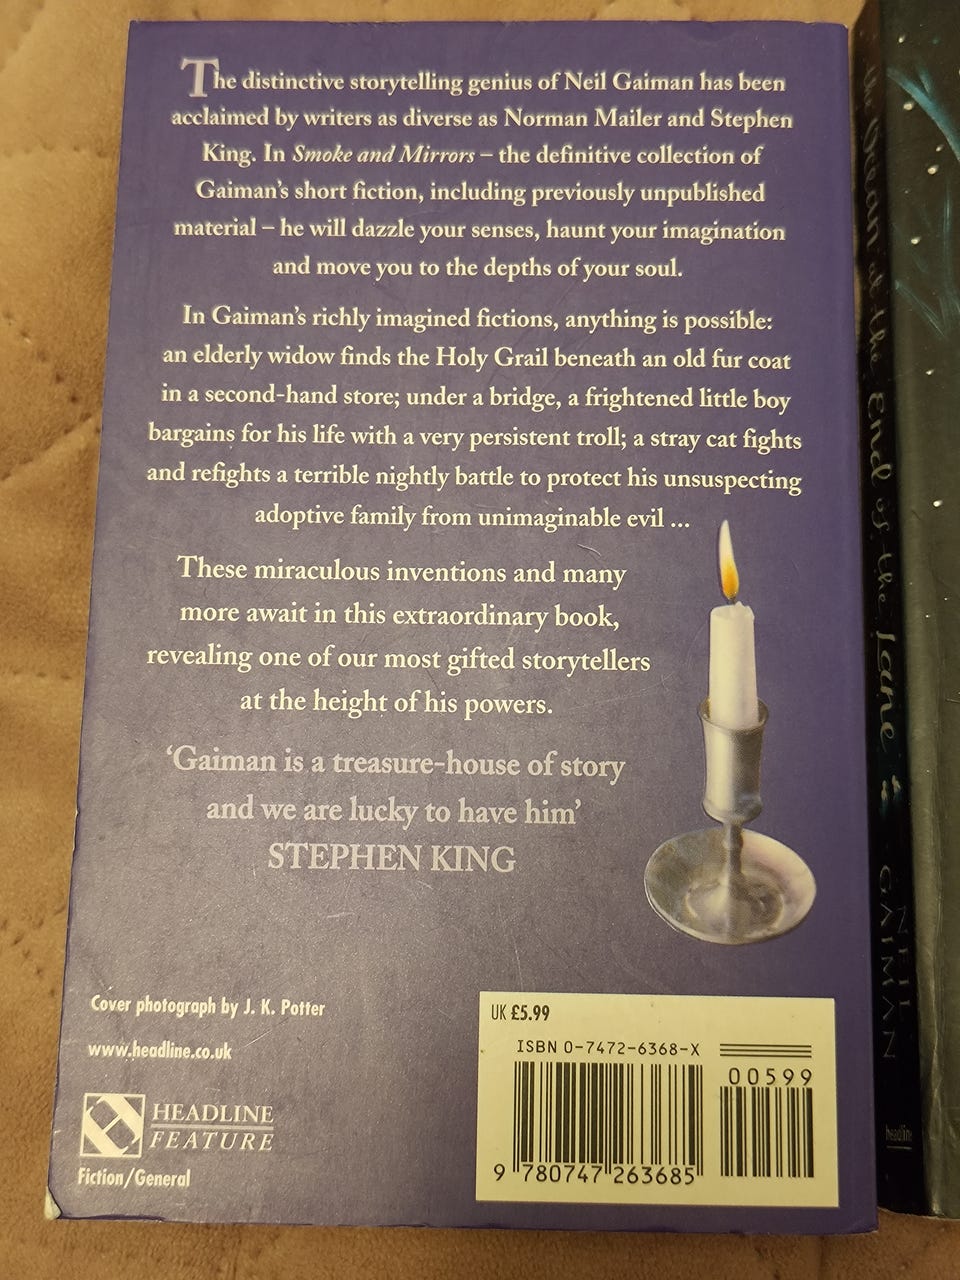 The distinctive storytelling genius of Neil Gaiman has been
acclaimed by writers as diverse as Norman Mailer and Stephen
King. In Smoke and Mirrors – the definitive collection of
Gaiman's short fiction, including previously unpublished
material – he will dazzle your senses, haunt your imagination
and move you to the depths of your soul.
In Gaiman's richly imagined fictions, anything is possible:
an elderly widow finds the Holy Grail beneath an old fur coat
in a second-hand store; under a bridge, a frightened little boy
bargains for his life with a very persistent troll; a stray cat fights
and refights a terrible nightly battle to protect his unsuspecting
adoptive family from unimaginable evil ...
These miraculous inventions and many
more await in this extraordinary book,
revealing one of our most gifted storytellers
at the height of his powers.
'Gaiman is a treasure-house of story
and we are lucky to have him'
STEPHEN KING
Cover photograph by J. K. Potter
www.headline.co.uk
HEADLINE
FEATURE
Fiction/General
UK £5.99
ISBN 0-7472-6368-X
00599
9 780747 263685
the Ocean at the End of the Lane
NEIL
GAIMAN
headline